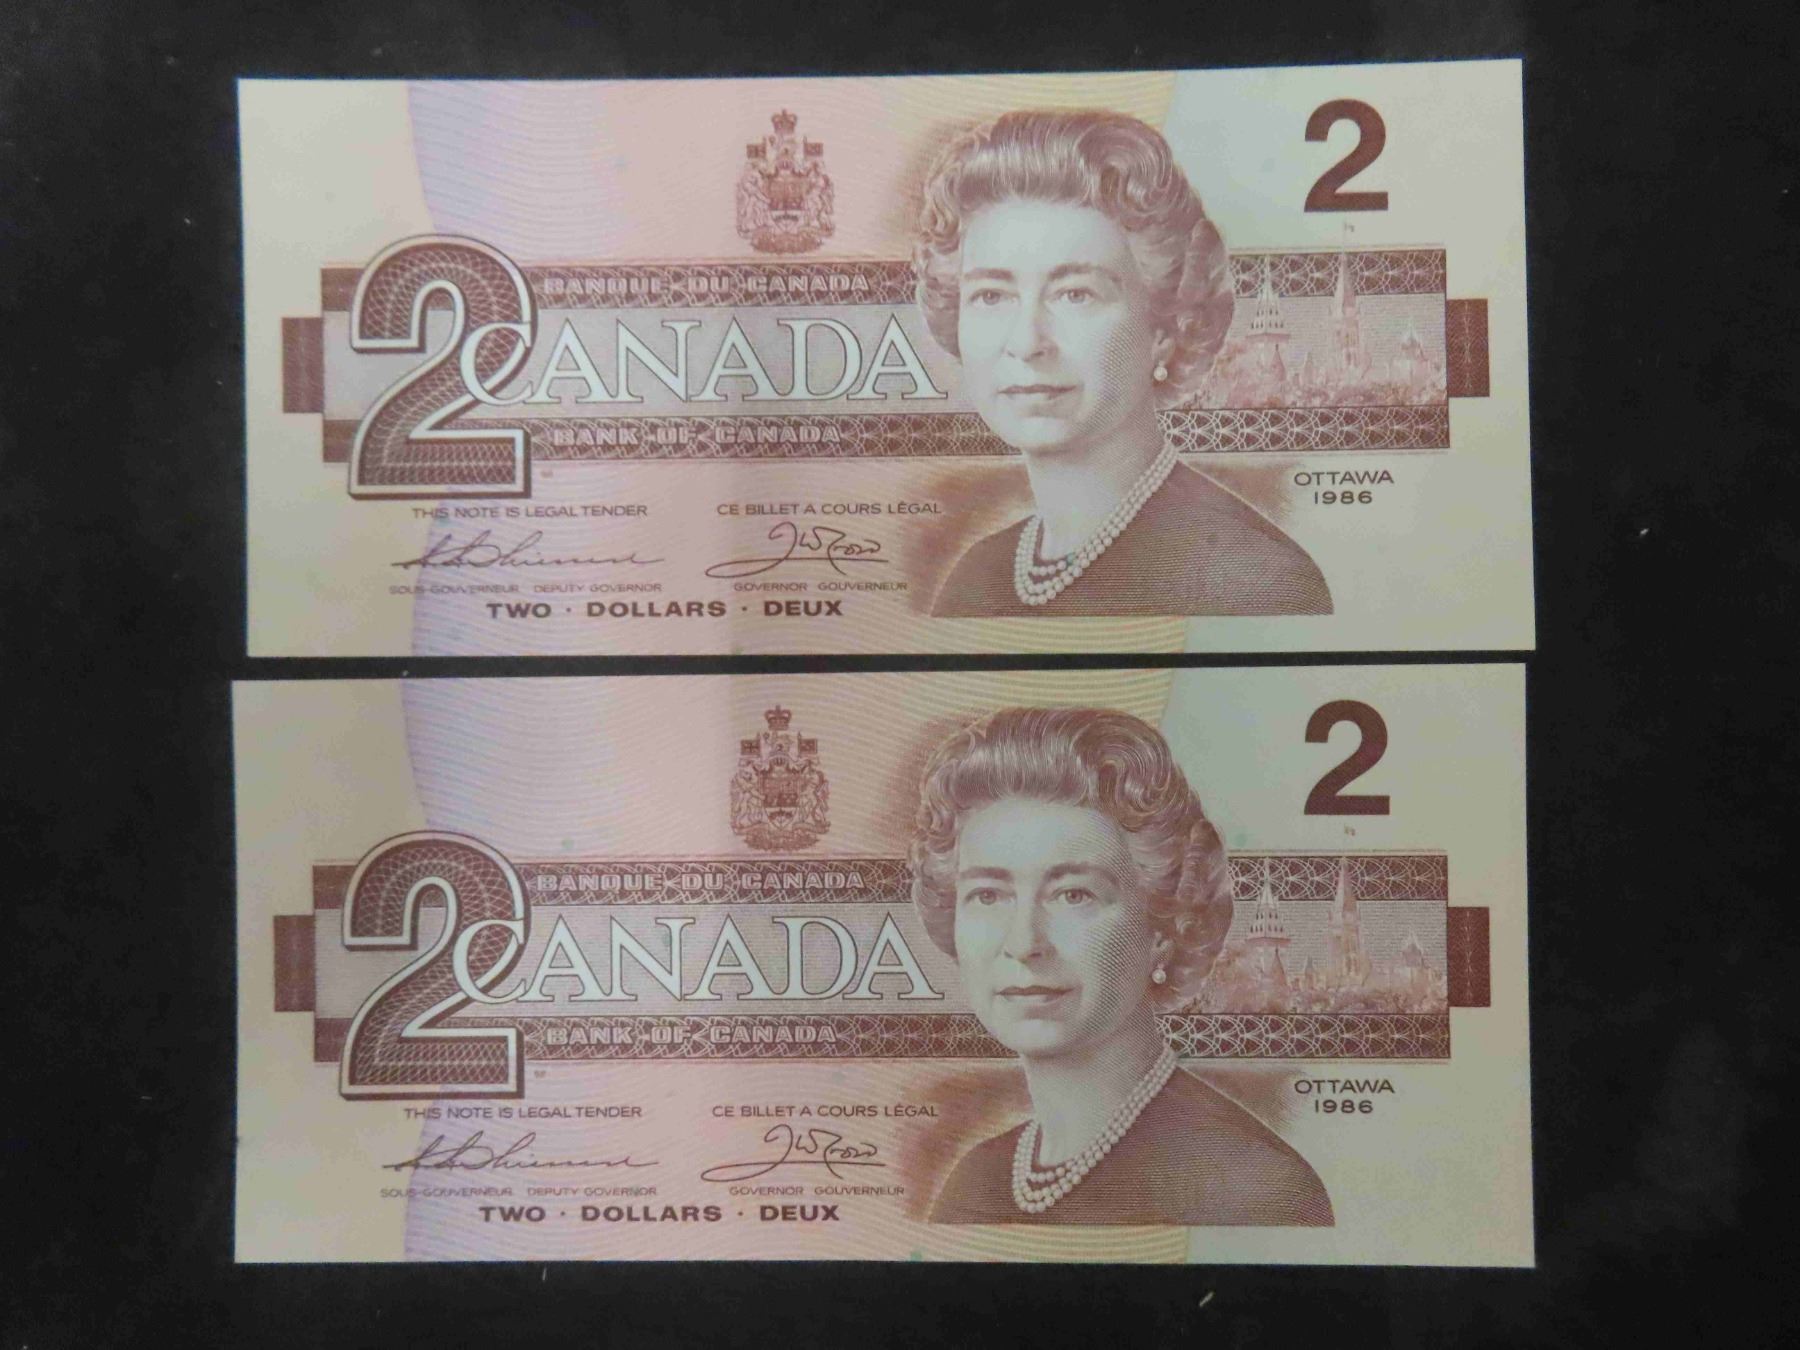 2
BANQUE DU CANADA
2
CANADA
BANK OF CANADA
OTTAWA
1986
THIS NOTE IS LEGAL TENDER CE BILLET A COURS LÉGAL
SOUS-GOUVERNEUR DEPUTY GOVERNOR GOVERNOR GOUVERNEUR
TWO · DOLLARS · DEUX
2
BANQUE DU CANADA
2
CANADA
BANK OF CANADA
OTTAWA
1986
THIS NOTE IS LEGAL TENDER CE BILLET A COURS LÉGAL
SOUS-GOUVERNEUR DEPUTY GOVERNOR GOVERNOR GOUVERNEUR
TWO · DOLLARS · DEUX